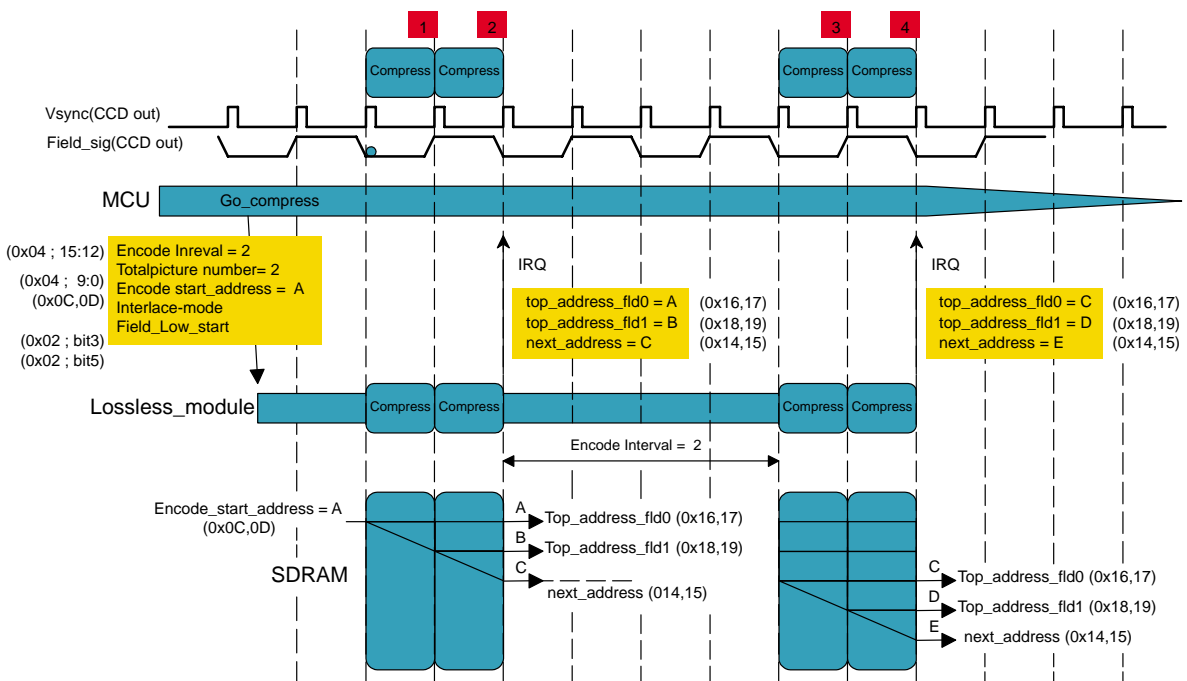 1
2
3
4
Compress
Compress
Compress
Compress
Vsync(CCD out)
Field_sig(CCD out)
MCU
Go_compress
(0x04 ; 15:12)
(0x04 ;  9:0)
(0x0C,0D)
(0x02 ; bit3)
(0x02 ; bit5)
Encode Inreval = 2
Totalpicture number= 2
Encode start_address =  A
Interlace-mode
Field_Low_start
IRQ
top_address_fld0 = A
(0x16,17)
top_address_fld1 = B
(0x18,19)
next_address = C
(0x14,15)
IRQ
top_address_fld0 = C
(0x16,17)
top_address_fld1 = D
(0x18,19)
next_address = E
(0x14,15)
Lossless_module
Compress
Compress
Compress
Compress
Encode Interval =  2
Encode_start_address = A
(0x0C,0D)
SDRAM
A
Top_address_fld0 (0x16,17)
B
Top_address_fld1 (0x18,19)
C
next_address (014,15)
C
Top_address_fld0 (0x16,17)
D
Top_address_fld1 (0x18,19)
E
next_address (0x14,15)